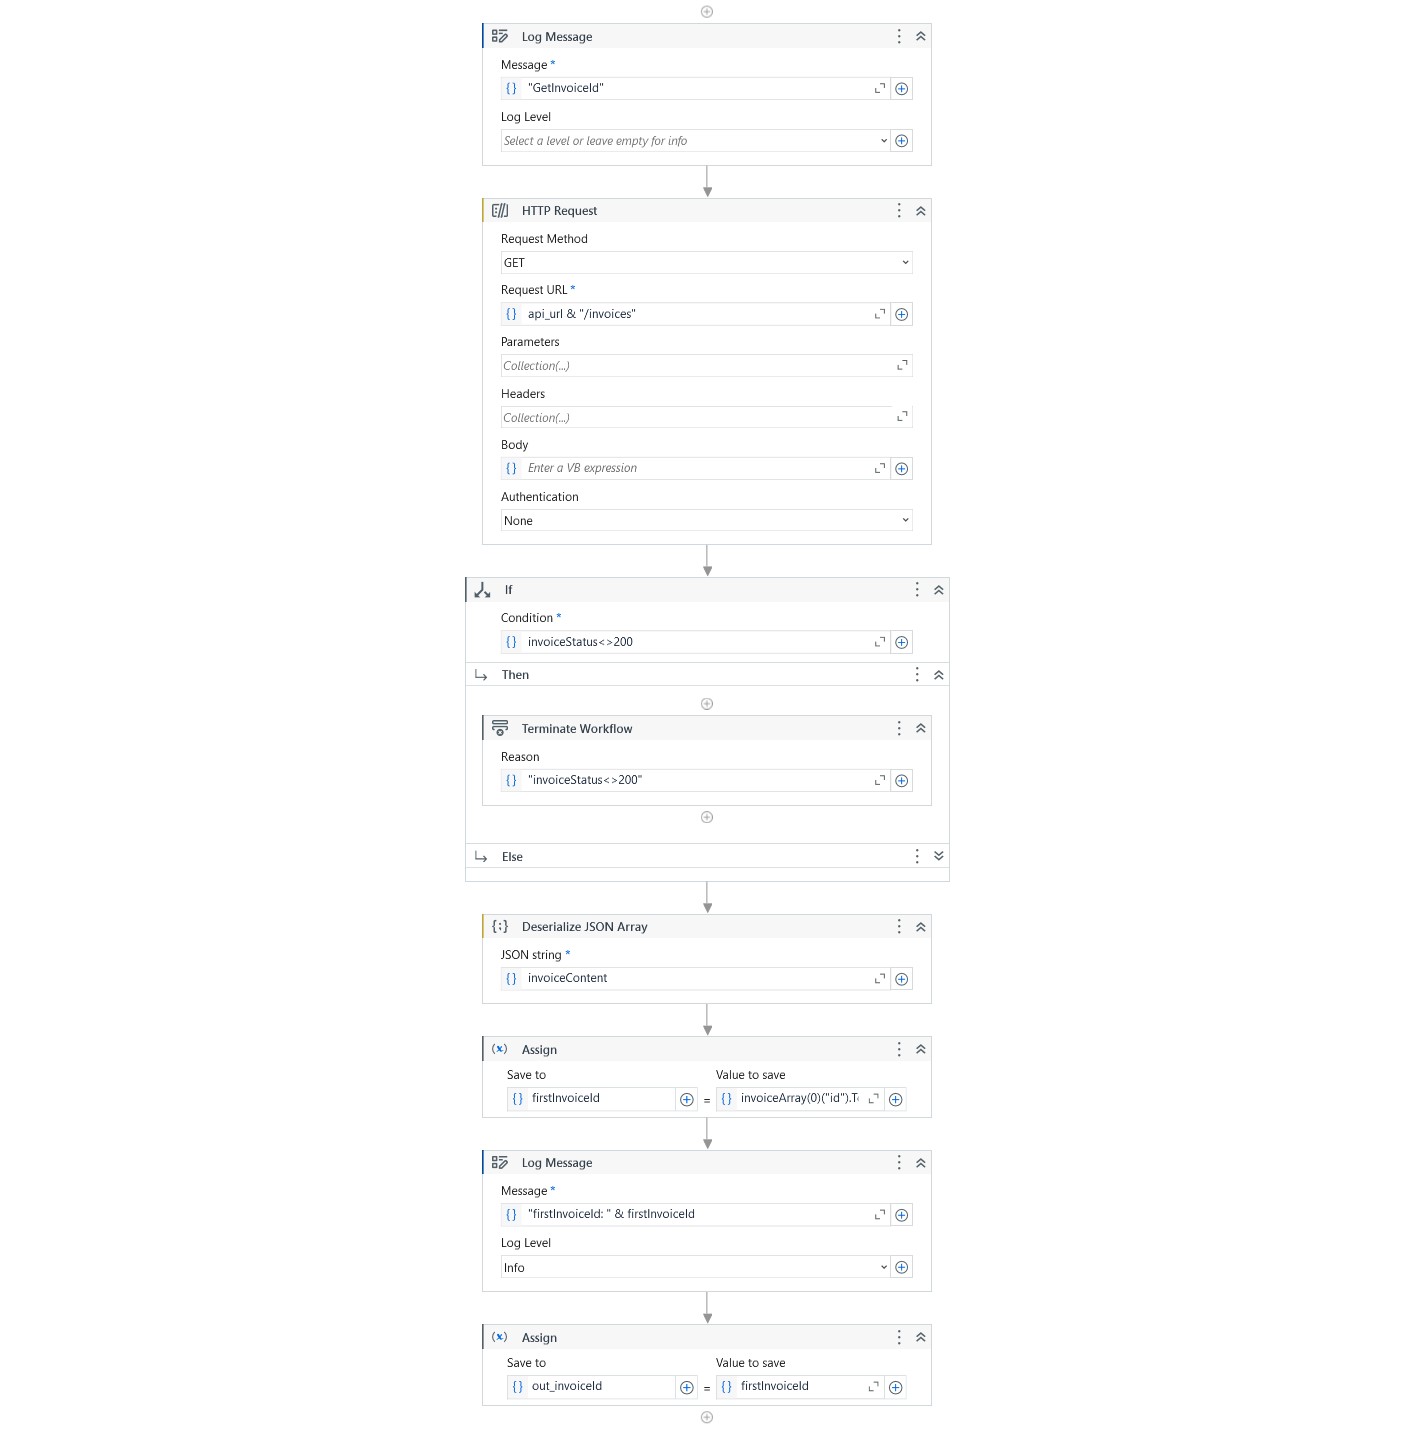 Log Message
Message *
"GetInvoiceId"
Log Level
Select a level or leave empty for info
HTTP Request
Request Method
GET
Request URL *
api_url & "/invoices"
Parameters
Collection(...)
Headers
Collection(...)
Body
Enter a VB expression
Authentication
None
If
Condition *
invoiceStatus<>200
Then
Terminate Workflow
Reason
"invoiceStatus<>200"
Else
Deserialize JSON Array
JSON string *
invoiceContent
Assign
Save to Value to save
firstInvoiceId = invoiceArray(0)("id").T
Log Message
Message *
"firstInvoiceId: " & firstInvoiceId
Log Level
Info
Assign
Save to Value to save
out_invoiceId = firstInvoiceId